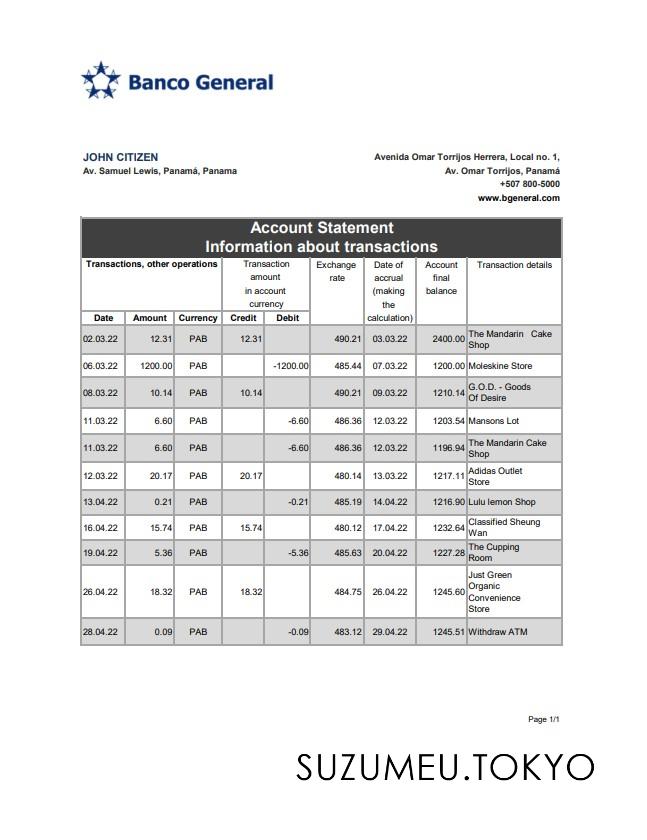 Banco General
JOHN CITIZEN
Av. Samuel Lewis, Panamá, Panama
Avenida Omar Torrijos Herrera, Local no. 1,
Av. Omar Torrijos, Panamá
+507 800-5000
www.bgeneral.com
Account Statement
Information about transactions
Transactions, other operations
Transaction
amount
in account
currency
Exchange
rate
Date of
accrual
(making
the
calculation)
Account
final
balance
Transaction details
Date Amount Currency Credit Debit
02.03.22 12.31 PAB 12.31 490.21 03.03.22 2400.00 The Mandarin Cake
Shop
06.03.22 1200.00 PAB -1200.00 485.44 07.03.22 1200.00 Moleskine Store
08.03.22 10.14 PAB 10.14 490.21 09.03.22 1210.14 G.O.D. - Goods
Of Desire
11.03.22 6.60 PAB -6.60 486.36 12.03.22 1203.54 Mansons Lot
11.03.22 6.60 PAB -6.60 486.36 12.03.22 1196.94 The Mandarin Cake
Shop
12.03.22 20.17 PAB 20.17 480.14 13.03.22 1217.11 Adidas Outlet
Store
13.04.22 0.21 PAB -0.21 485.19 14.04.22 1216.90 Lulu lemon Shop
16.04.22 15.74 PAB 15.74 480.12 17.04.22 1232.64 Classified Sheung
Wan
19.04.22 5.36 PAB -5.36 485.63 20.04.22 1227.28 The Cupping
Room
26.04.22 18.32 PAB 18.32 484.75 26.04.22 1245.60 Just Green
Organic
Convenience
Store
28.04.22 0.09 PAB -0.09 483.12 29.04.22 1245.51 Withdraw ATM
Page 1/1
SUZUMEU.TOKYO